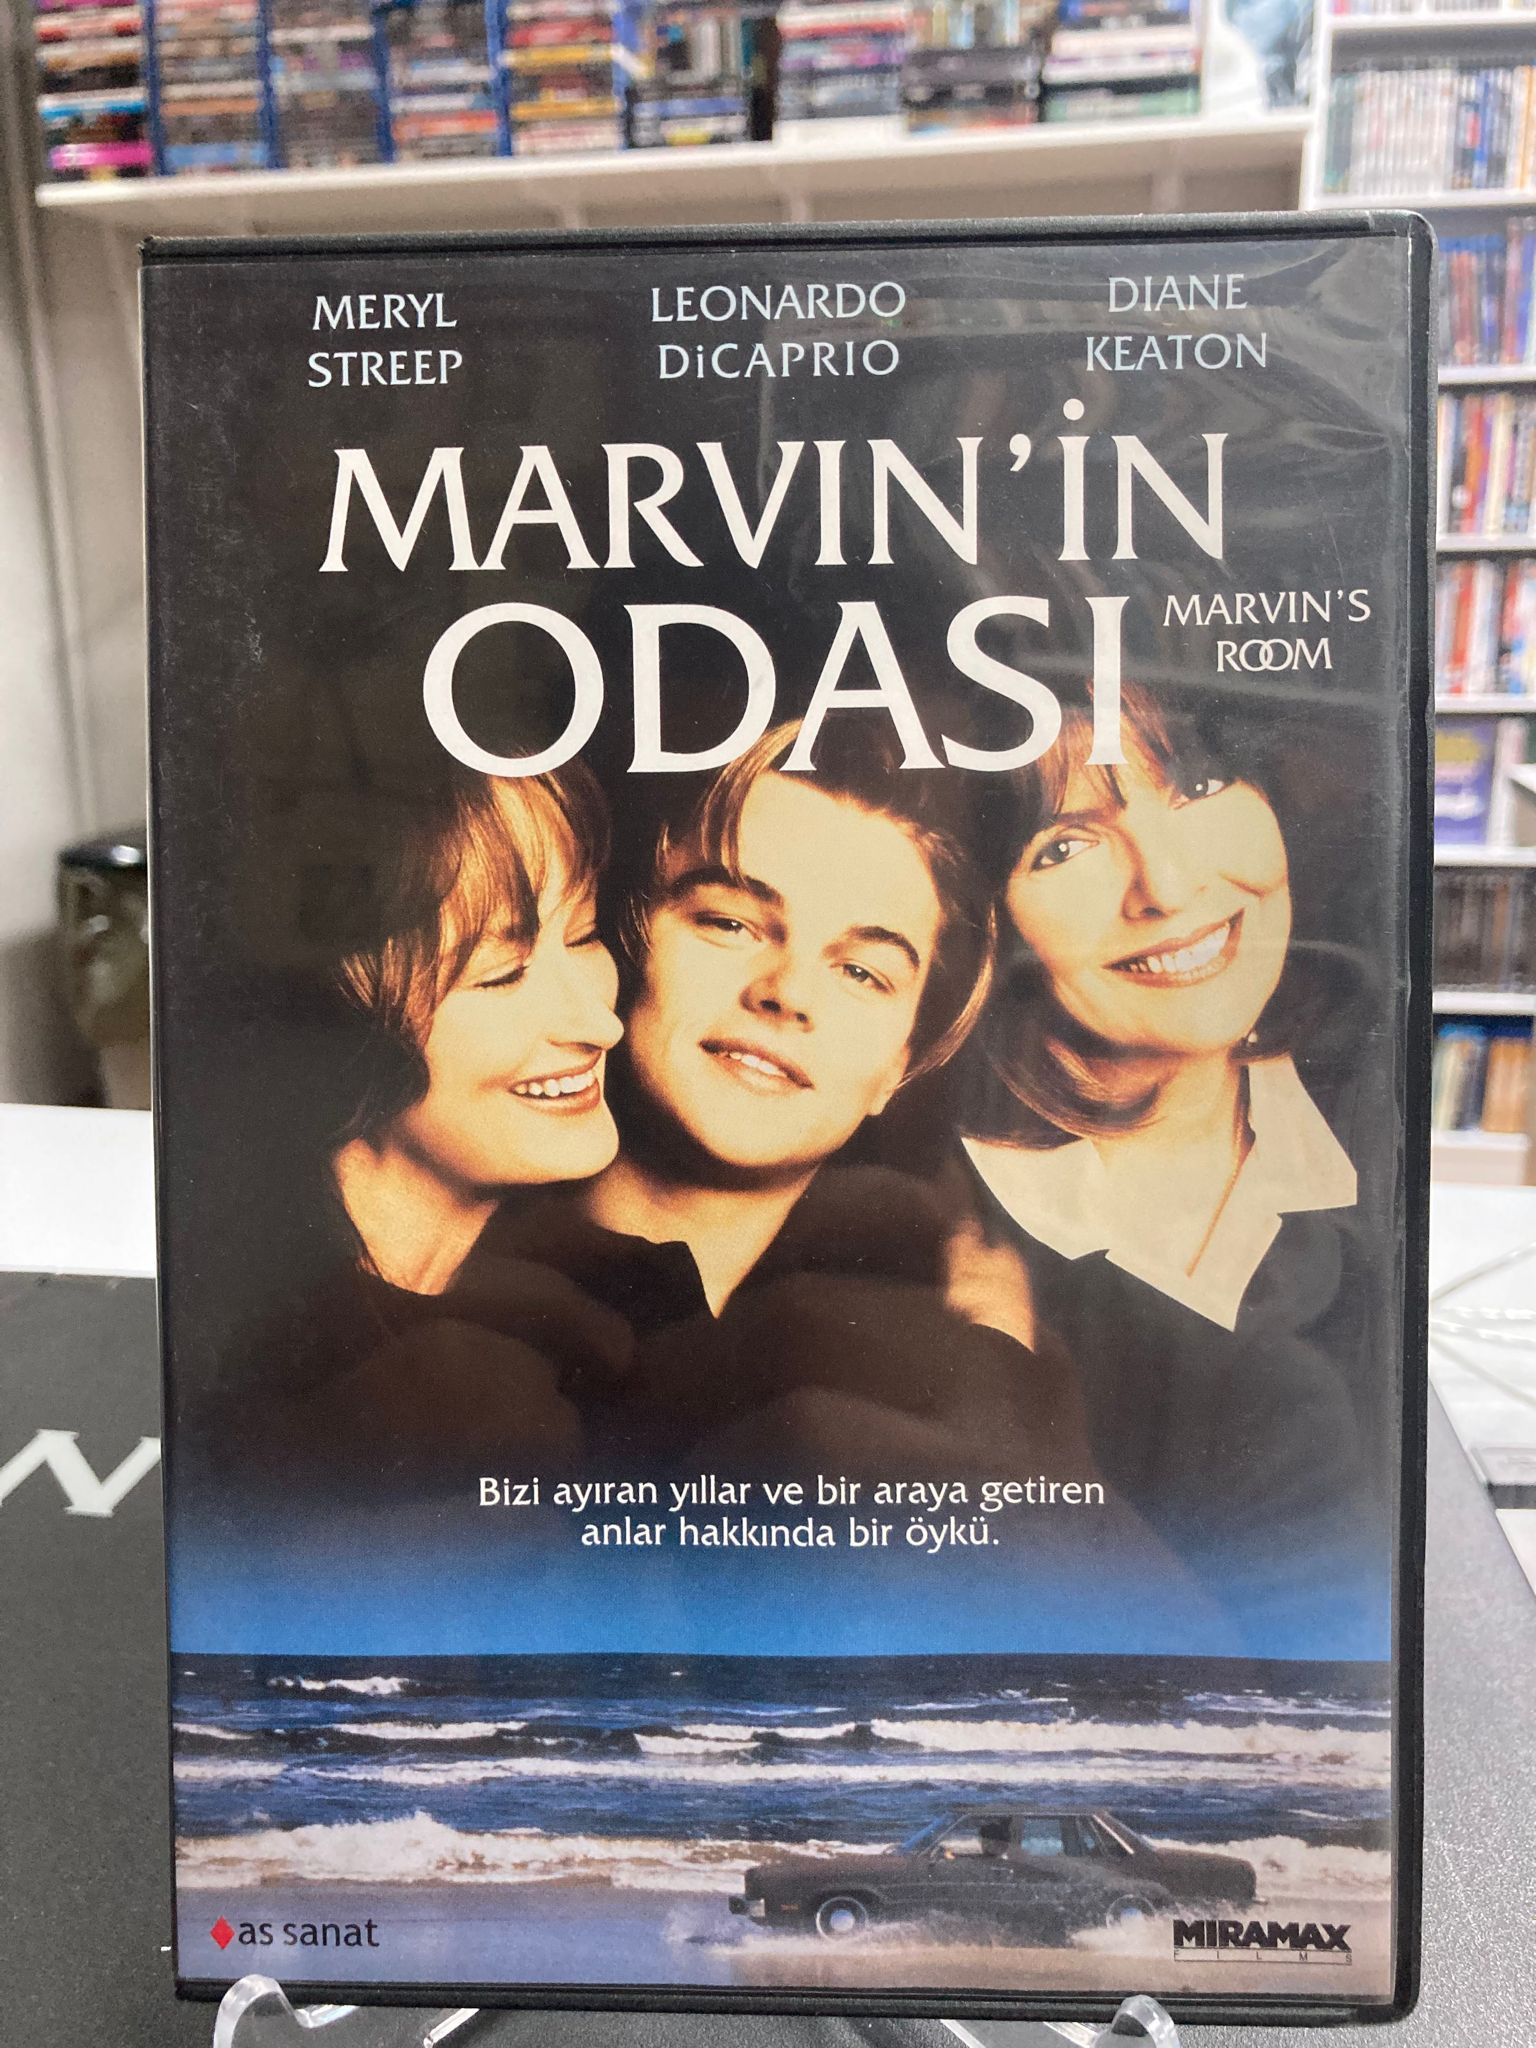 MERYL
STREEP
LEONARDO
DiCAPRIO
DIANE
KEATON
MARVIN'İN
ODASI
MARVIN'S
ROOM
Bizi ayıran yıllar ve bir araya getiren
anlar hakkında bir öykü.
as sanat
MIRAMAX
FILMS